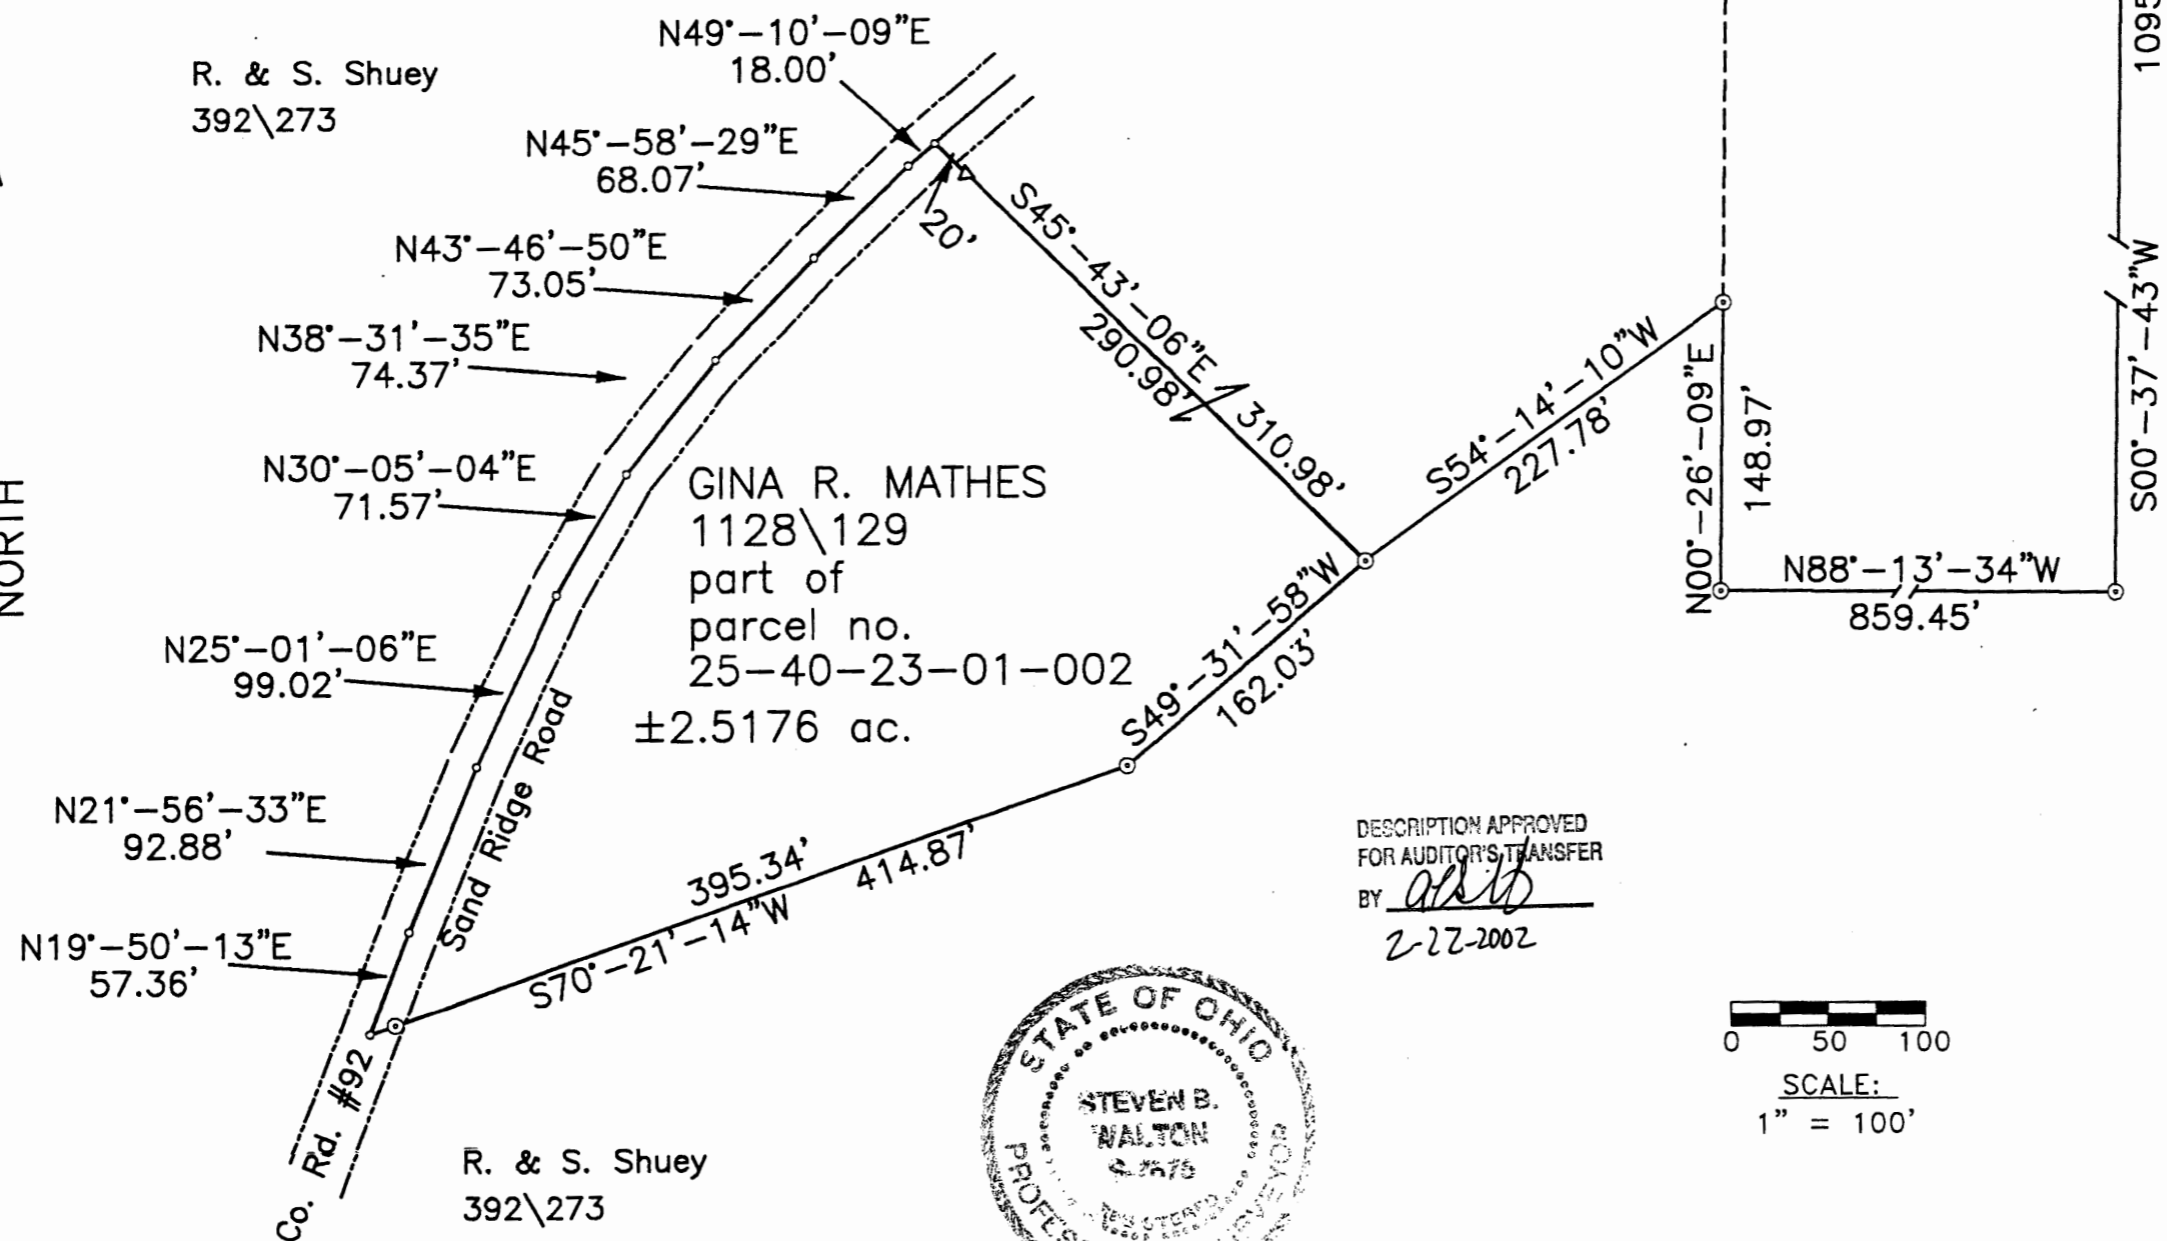 N49°-10'-09"E
18.00'
R. & S. Shuey
392\273
N45°-58'-29"E
68.07'
20'
N43°-46'-50"E
73.05'
N38°-31'-35"E
74.37'
N30°-05'-04"E
71.57'
N25°-01'-06"E
99.02'
N21°-56'-33"E
92.88'
N19°-50'-13"E
57.36'
NORTH
S45°-43'-06"E
290.98'
310.98'
GINA R. MATHES
1128\129
part of
parcel no.
25-40-23-01-002
±2.5176 ac.
S54°-14'-10"W
227.78'
N00°-26'-09"E
148.97'
1095
S00°-37'-43"W
N88°-13'-34"W
859.45'
S49°-31'-58"W
162.03'
395.34'
414.87'
S70°-21'-14"W
Sand Ridge Road
Co. Rd. #92
R. & S. Shuey
392\273
DESCRIPTION APPROVED
FOR AUDITOR'S TRANSFER
BY
2-22-2002
STATE OF OHIO
STEVEN B.
WALTON
0 50 100
SCALE:
1" = 100'